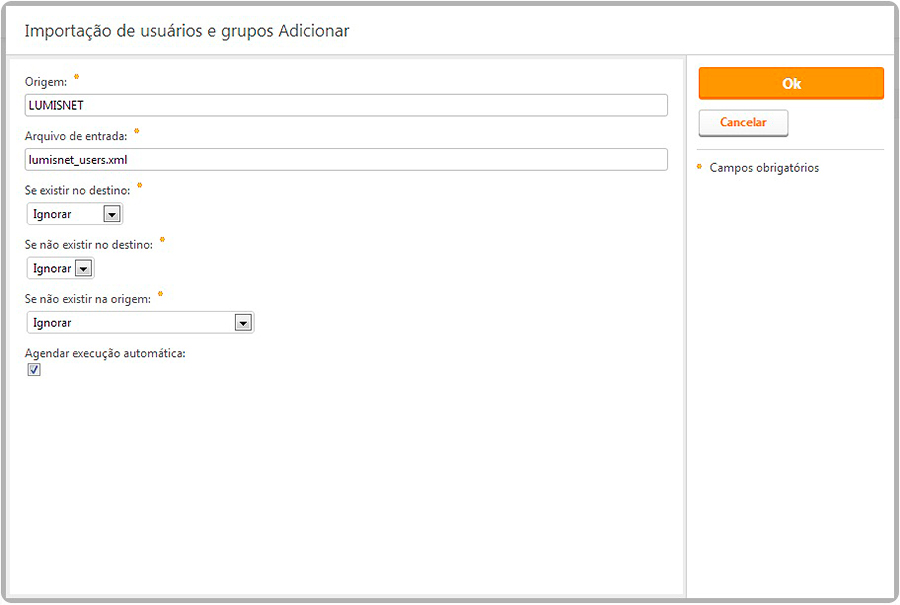 Importação de usuários e grupos Adicionar
Origem: *
LUMISNET
Arquivo de entrada: *
lumisnet_users.xml
Se existir no destino: *
Ignorar
Se não existir no destino: *
Ignorar
Se não existir na origem: *
Ignorar
Agendar execução automática:
Ok
Cancelar
* Campos obrigatórios